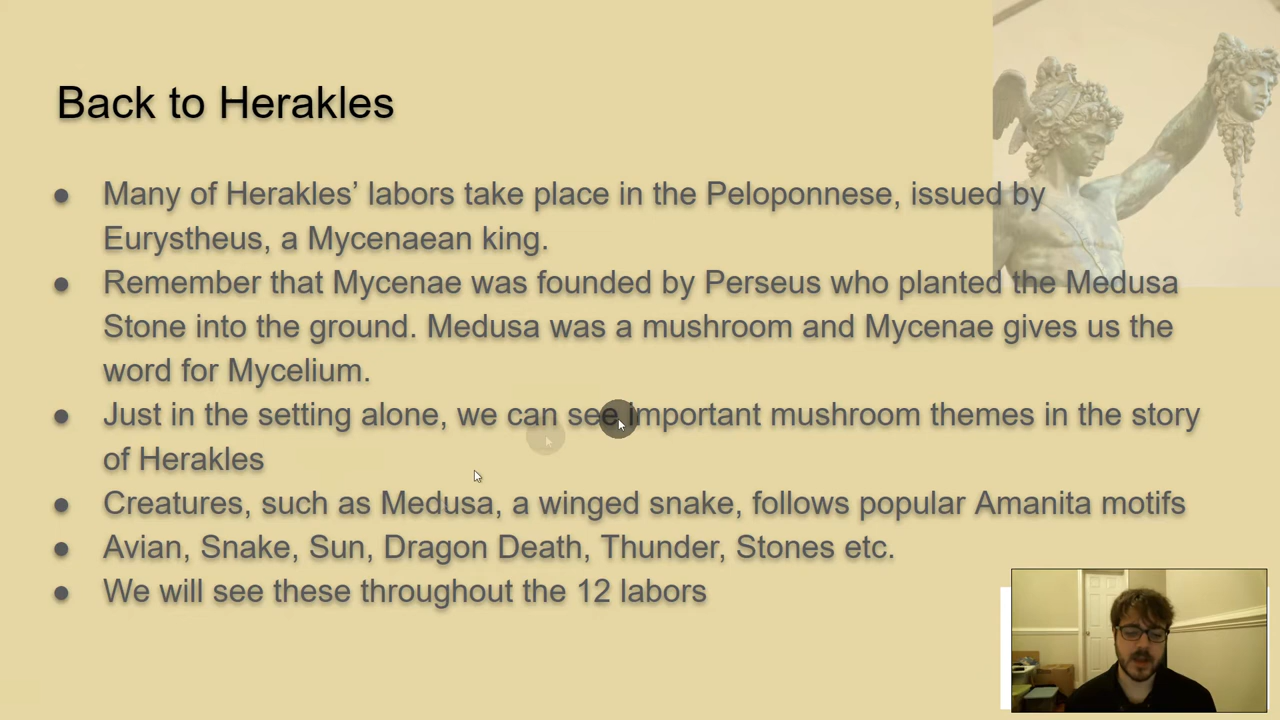 Back to Herakles
● Many of Herakles’ labors take place in the Peloponnese, issued by
Eurystheus, a Mycenaean king.
● Remember that Mycenae was founded by Perseus who planted the Medusa
Stone into the ground. Medusa was a mushroom and Mycenae gives us the
word for Mycelium.
● Just in the setting alone, we can see important mushroom themes in the story
of Herakles
● Creatures, such as Medusa, a winged snake, follows popular Amanita motifs
● Avian, Snake, Sun, Dragon Death, Thunder, Stones etc.
● We will see these throughout the 12 labors